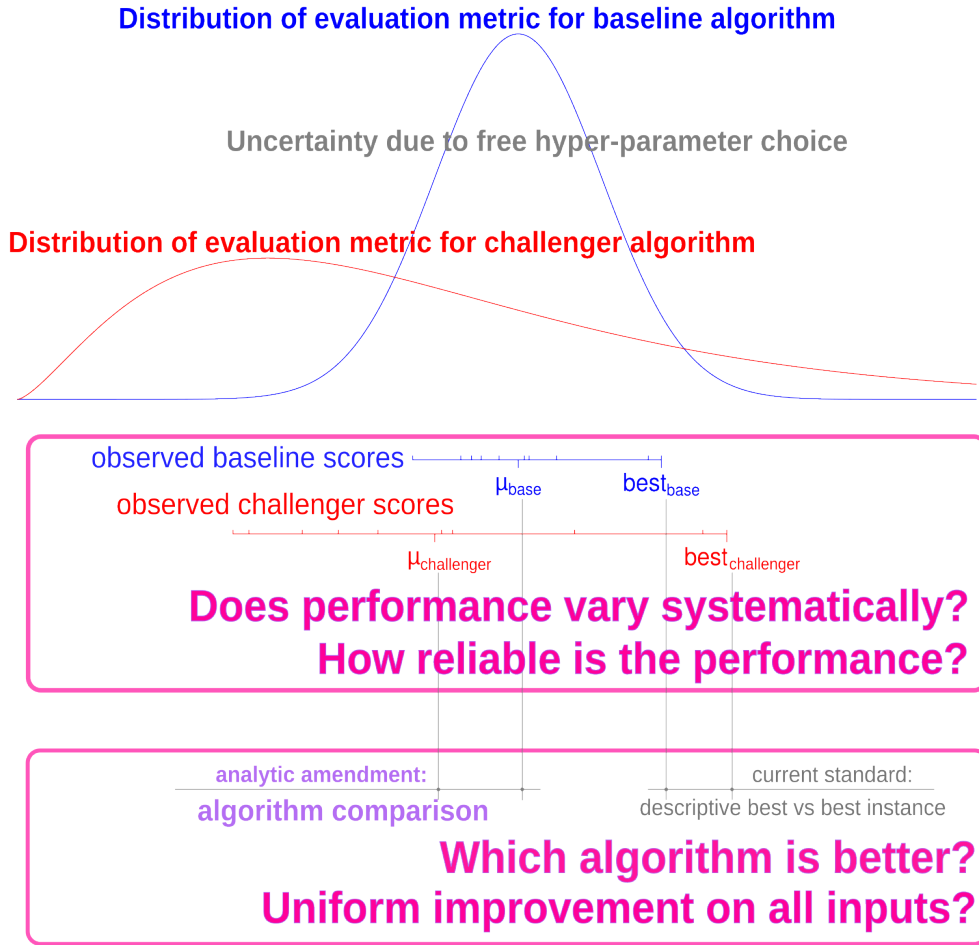 Distribution of evaluation metric for baseline algorithm
Uncertainty due to free hyper-parameter choice
Distribution of evaluation metric for challenger algorithm
observed baseline scores
μbase
bestbase
observed challenger scores
μchallenger
bestchallenger
Does performance vary systematically?
How reliable is the performance?
analytic amendment:
algorithm comparison
current standard:
descriptive best vs best instance
Which algorithm is better?
Uniform improvement on all inputs?